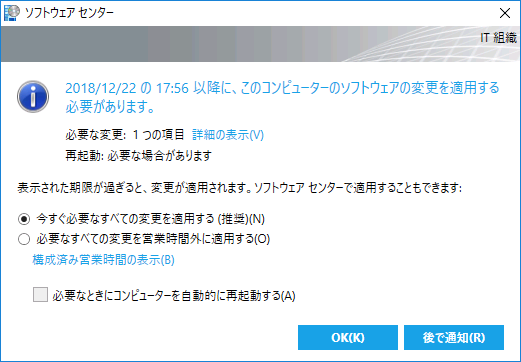 ソフトウェア センター
IT 組織
2018/12/22 の 17:56 以降に、このコンピューターのソフトウェアの変更を適用する
必要があります。
必要な変更: 1 つの項目 詳細の表示(V)
再起動: 必要な場合があります
表示された期限が過ぎると、変更が適用されます。ソフトウェア センターで適用することもできます:
今すぐ必要なすべての変更を適用する (推奨)(N)
必要なすべての変更を営業時間外に適用する(O)
構成済み営業時間の表示(B)
必要なときにコンピューターを自動的に再起動する(A)
OK(K) 後で通知(R)